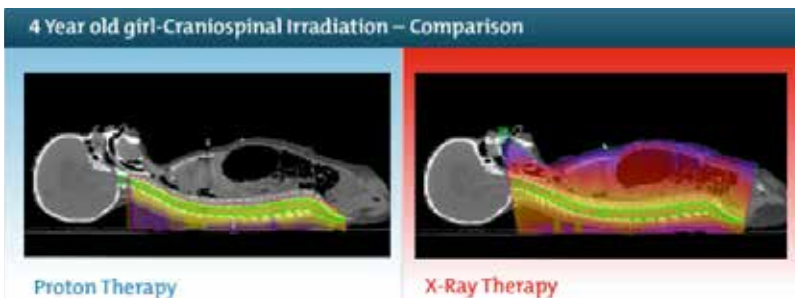 4 Year old girl-Craniospinal Irradiation – Comparison
Proton Therapy
X-Ray Therapy